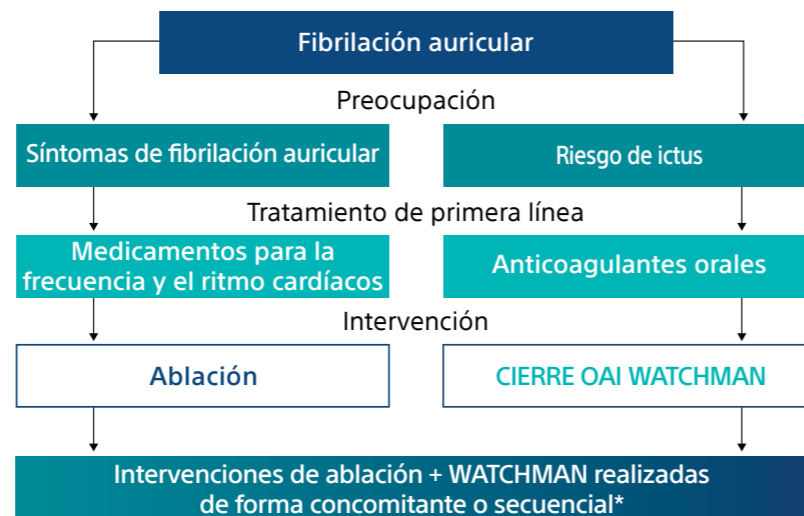 Fibrilación auricular
Preocupación
Síntomas de fibrilación auricular
Riesgo de ictus
Tratamiento de primera línea
Medicamentos para la
frecuencia y el ritmo cardíacos
Anticoagulantes orales
Intervención
Ablación
CIERRE OAI WATCHMAN
Intervenciones de ablación + WATCHMAN realizadas
de forma concomitante o secuencial*